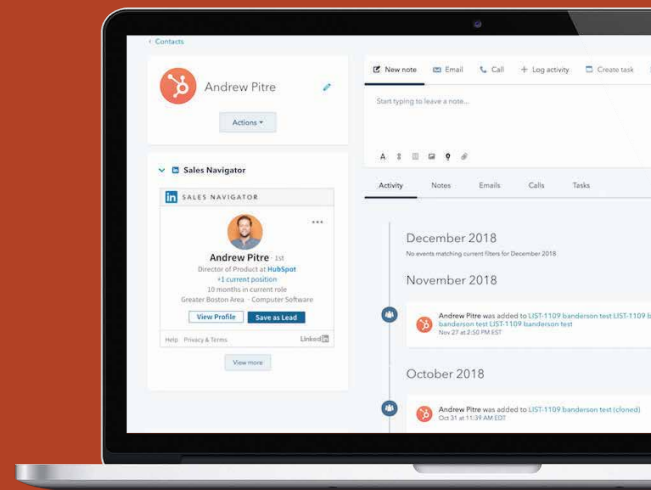 ‹ Contacts
Andrew Pitre
Actions
Sales Navigator
in SALES NAVIGATOR
Andrew Pitre · 1st
Director of Product at HubSpot
+1 current position
10 months in current role
Greater Boston Area · Computer Software
View Profile
Save as Lead
Help Privacy & Terms
Linked in
View more
New note Email Call + Log activity Create task
Start typing to leave a note...
Activity Notes Emails Calls Tasks
December 2018
No events matching current filters for December 2018
November 2018
Andrew Pitre was added to LIST-1109 banderson test LIST-1109 b
banderson test LIST-1109 banderson test
Nov 27 at 2:50 PM EST
October 2018
Andrew Pitre was added to LIST-1109 banderson test (cloned)
Oct 31 at 11:39 AM EDT